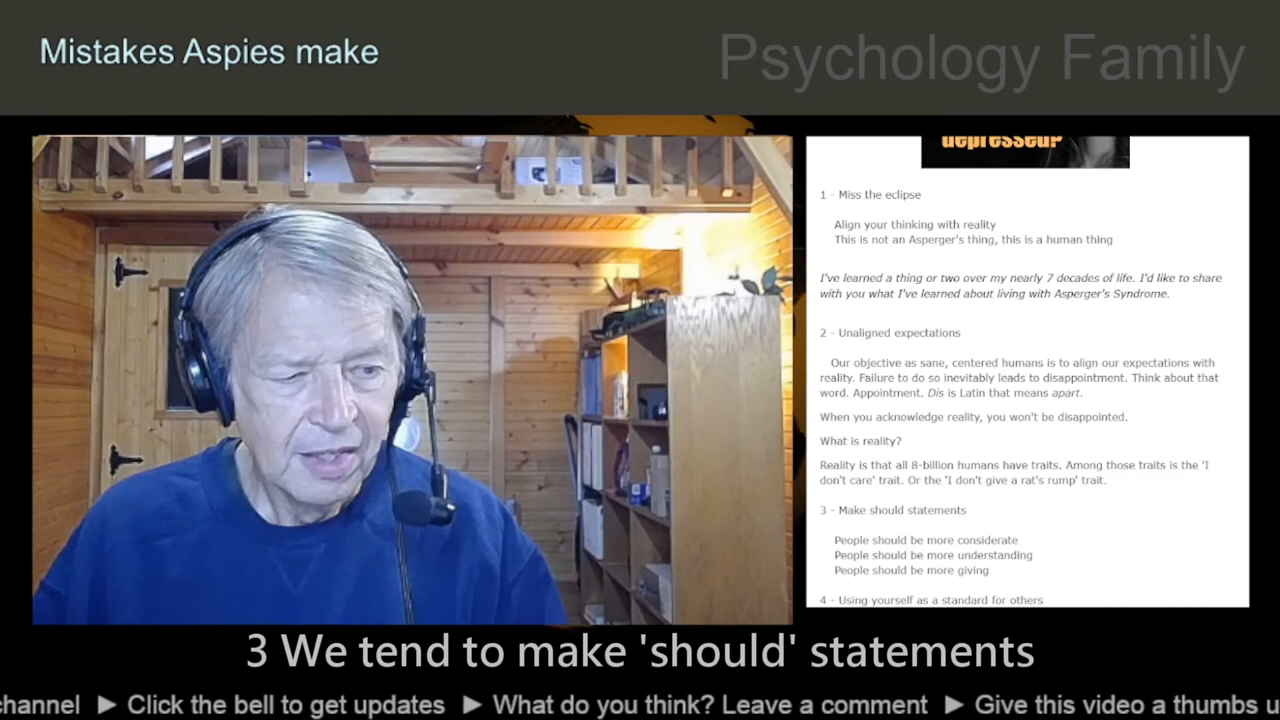 Mistakes Aspies make
Psychology Family
depressed?
1 - Miss the eclipse
Align your thinking with reality
This is not an Asperger's thing, this is a human thing
I've learned a thing or two over my nearly 7 decades of life. I'd like to share
with you what I've learned about living with Asperger's Syndrome.
2 - Unaligned expectations
Our objective as sane, centered humans is to align our expectations with
reality. Failure to do so inevitably leads to disappointment. Think about that
word. Appointment. Dis is Latin that means apart.
When you acknowledge reality, you won't be disappointed.
What is reality?
Reality is that all 8-billion humans have traits. Among those traits is the 'I
don't care' trait. Or the 'I don't give a rat's rump' trait.
3 - Make should statements
People should be more considerate
People should be more understanding
People should be more giving
4 - Using yourself as a standard for others
3 We tend to make 'should' statements
channel ► Click the bell to get updates ► What do you think? Leave a comment ► Give this video a thumbs u